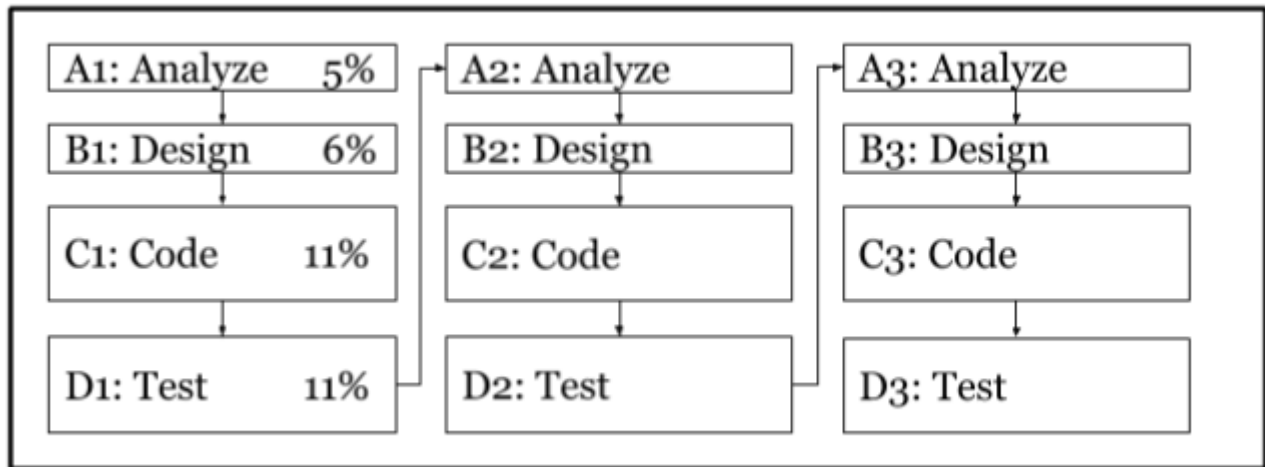 A1: Analyze 5%
B1: Design 6%
C1: Code 11%
D1: Test 11%
A2: Analyze
B2: Design
C2: Code
D2: Test
A3: Analyze
B3: Design
C3: Code
D3: Test